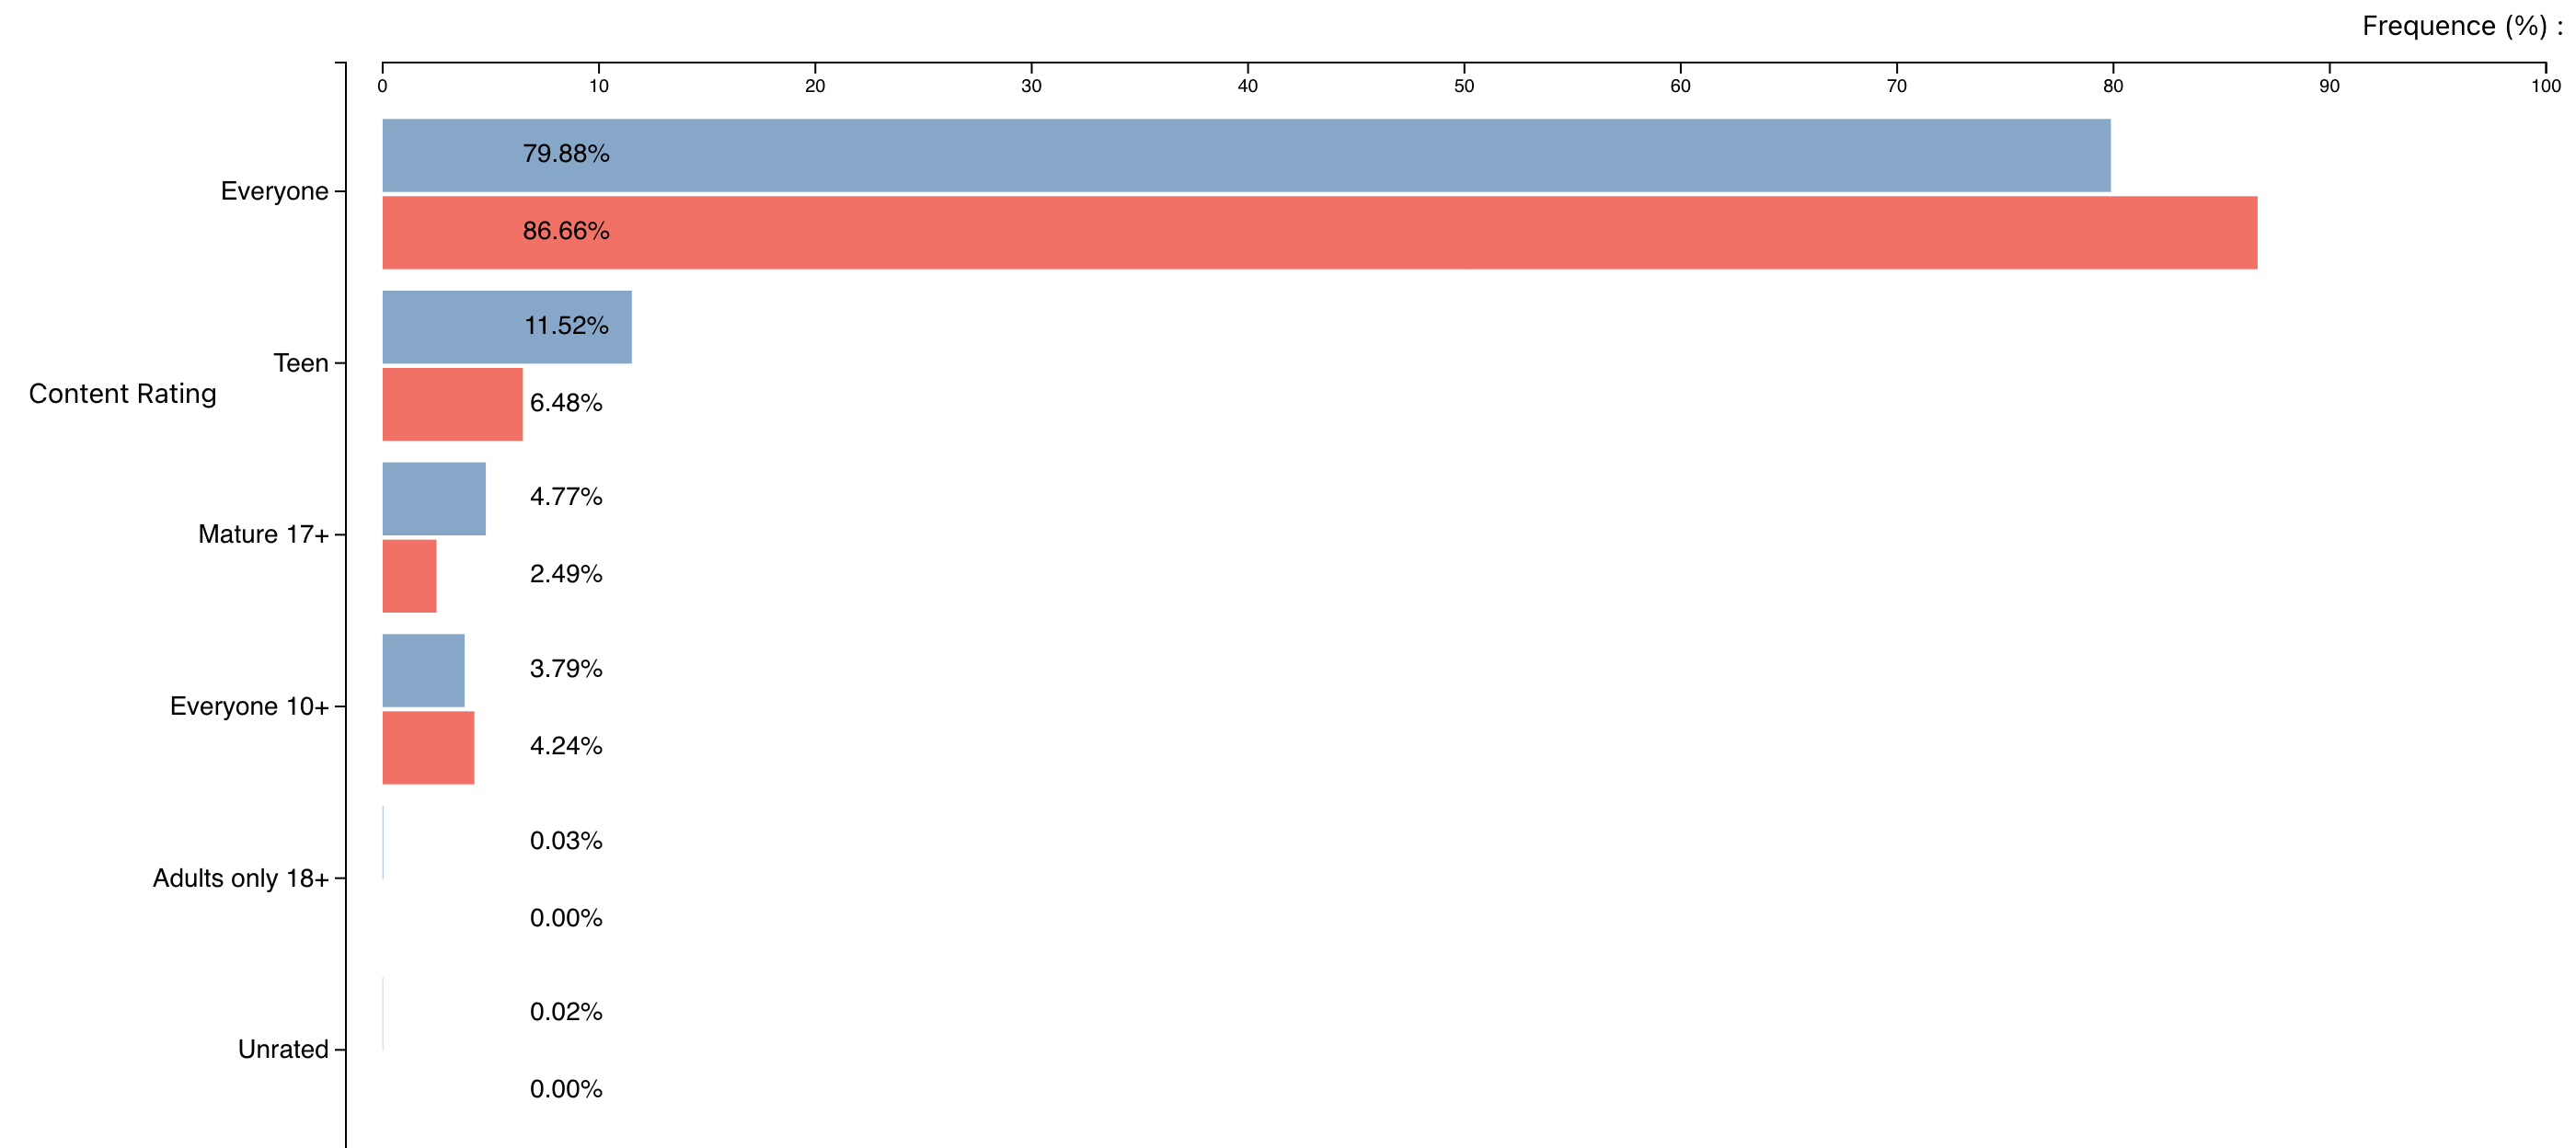 Frequence (%) :
0 10 20 30 40 50 60 70 80 90 100
79.88%
Everyone
86.66%
11.52%
Teen
Content Rating
6.48%
4.77%
Mature 17+
2.49%
3.79%
Everyone 10+
4.24%
0.03%
Adults only 18+
0.00%
0.02%
Unrated
0.00%